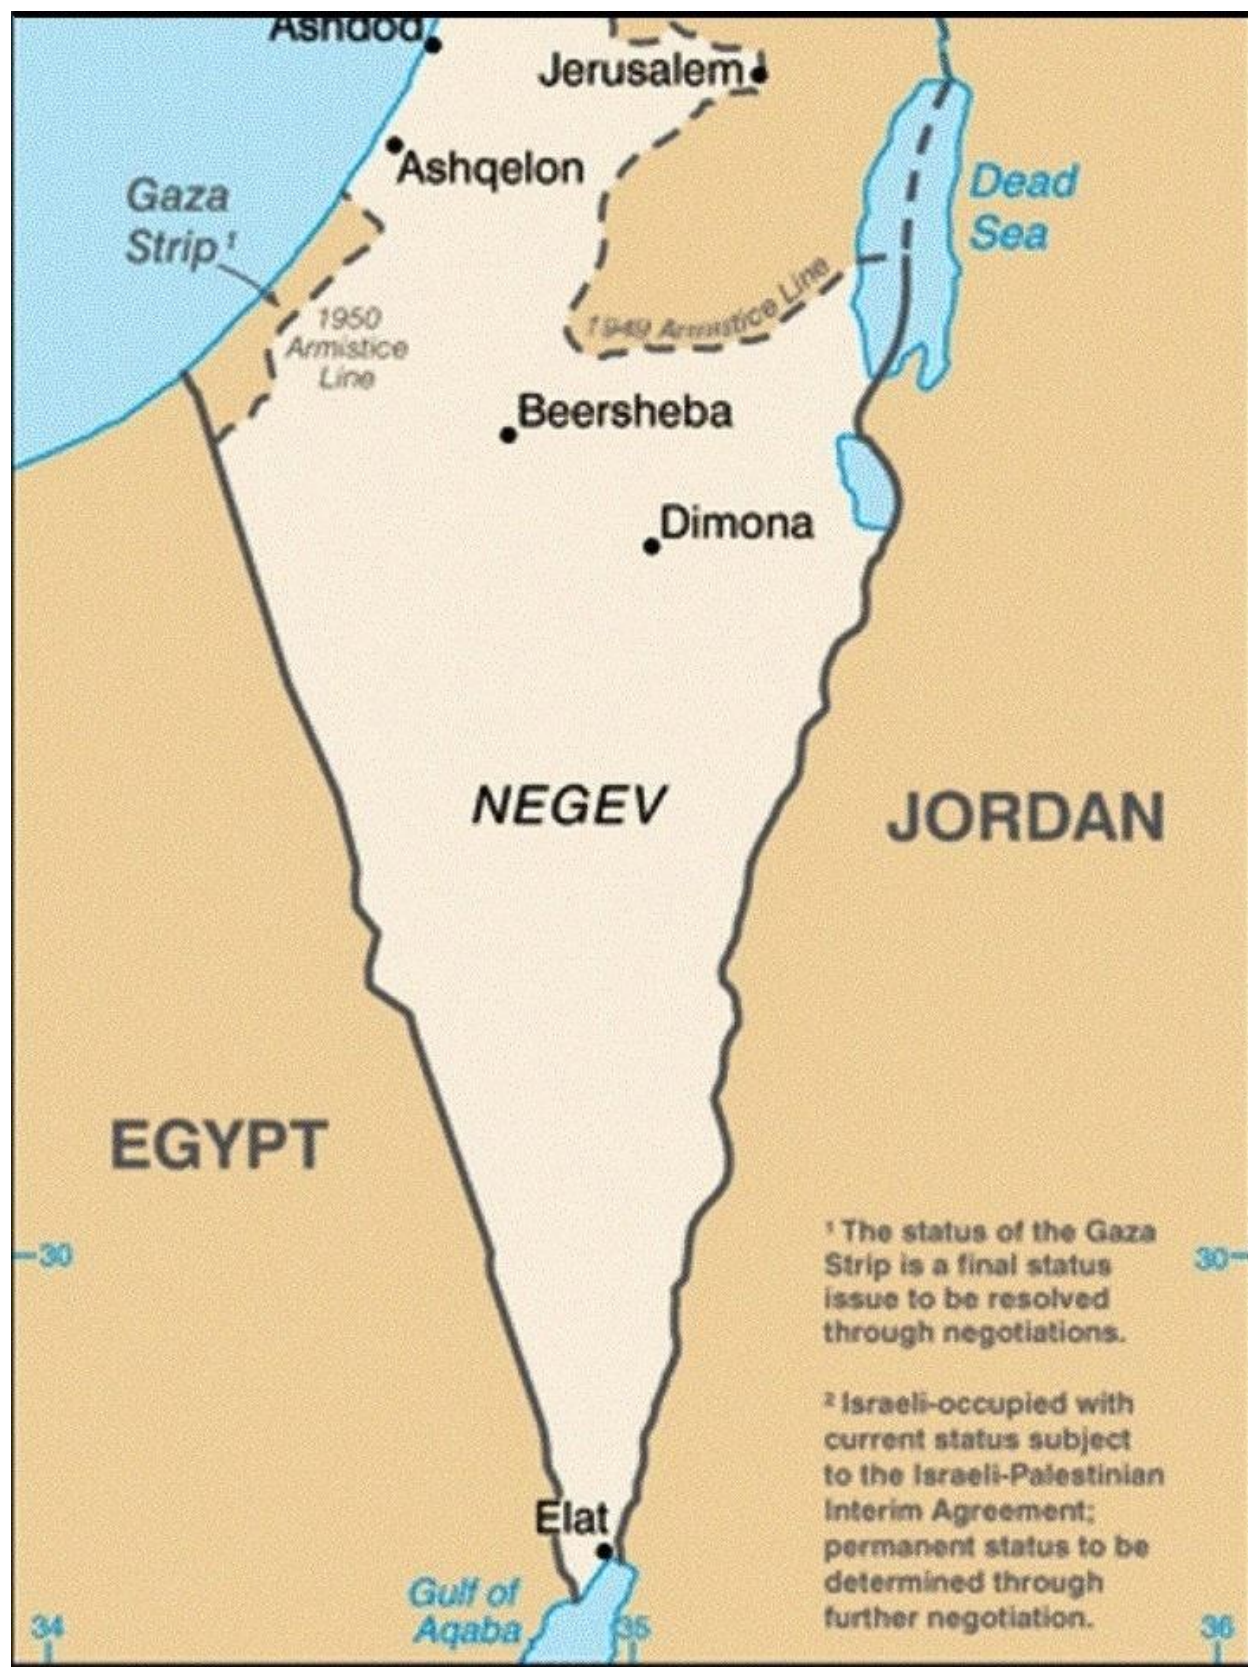 Ashdod
Jerusalem
Ashqelon
Gaza
Strip¹
Dead
Sea
1950
Armistice
Line
1949 Armistice Line
Beersheba
Dimona
NEGEV
JORDAN
EGYPT
¹ The status of the Gaza
Strip is a final status
issue to be resolved
through negotiations.
30
30
² Israeli-occupied with
current status subject
to the Israeli-Palestinian
Interim Agreement;
permanent status to be
determined through
further negotiation.
Elat
Gulf of
Aqaba
34
35
36